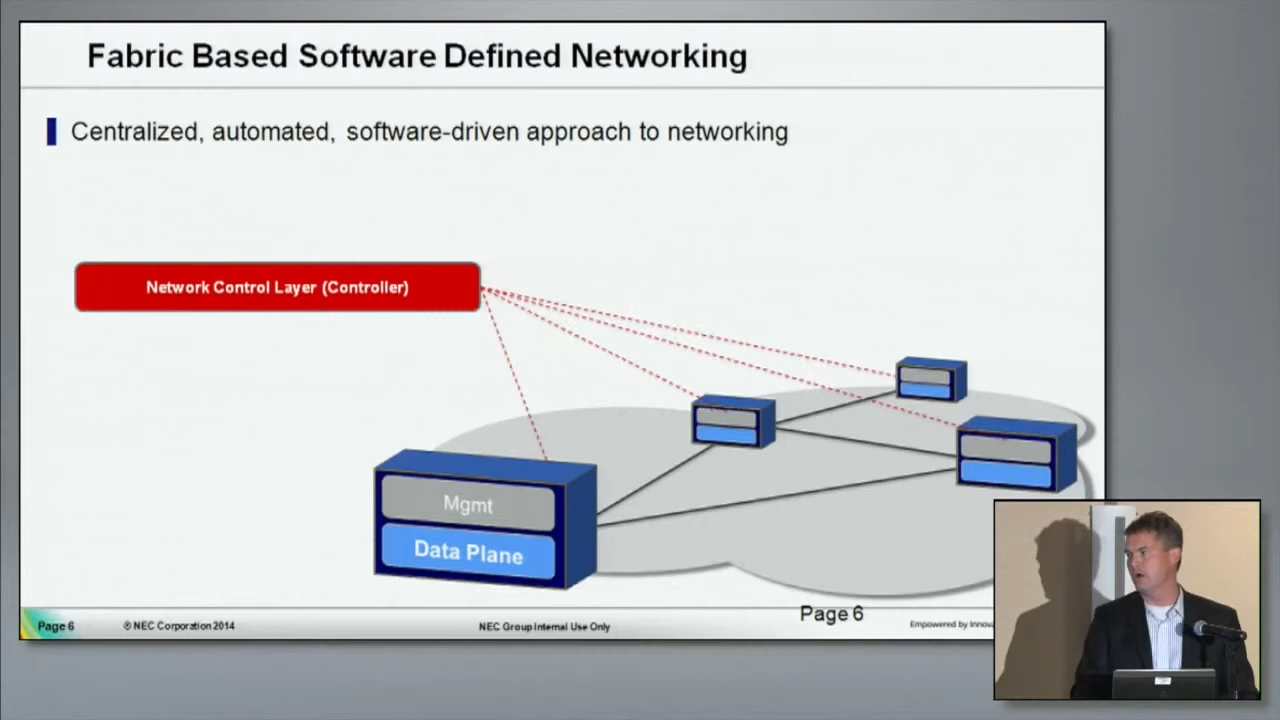 Fabric Based Software Defined Networking
Centralized, automated, software-driven approach to networking
Network Control Layer (Controller)
Mgmt
Data Plane
Page 6
Page 6
© NEC Corporation 2014
NEC Group Internal Use Only
Empowered by